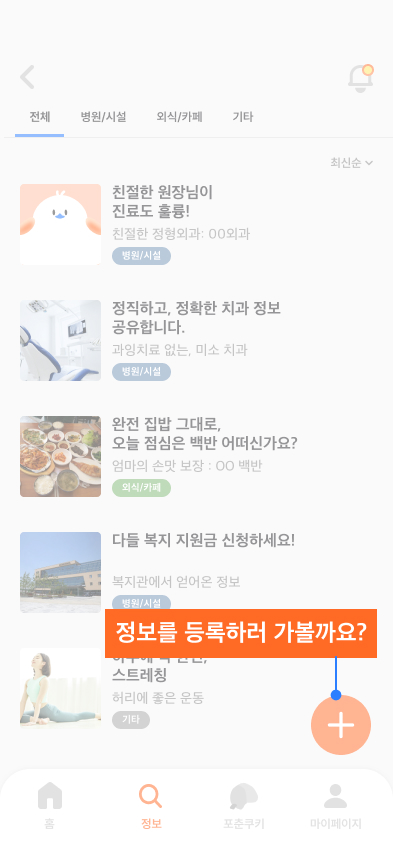 전체 병원/시설 외식/카페 기타
최신순
친절한 원장님이
진료도 훌륭!
친절한 정형외과: 00외과
병원/시설
정직하고, 정확한 치과 정보
공유합니다.
과잉치료 없는, 미소 치과
병원/시설
완전 집밥 그대로,
오늘 점심은 백반 어떠신가요?
엄마의 손맛 보장 : OO 백반
외식/카페
다들 복지 지원금 신청하세요!
복지관에서 얻어온 정보
병원/시설
정보를 등록하러 가볼까요?
스트레칭
허리에 좋은 운동
기타
홈 정보 포춘쿠키 마이페이지